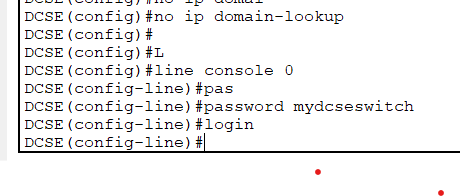 DCSE(config)#no ip domai
DCSE(config)#no ip domain-lookup
DCSE(config)#
DCSE(config)#L
DCSE(config)#line console 0
DCSE(config-line)#pas
DCSE(config-line)#password mydcseswitch
DCSE(config-line)#login
DCSE(config-line)#